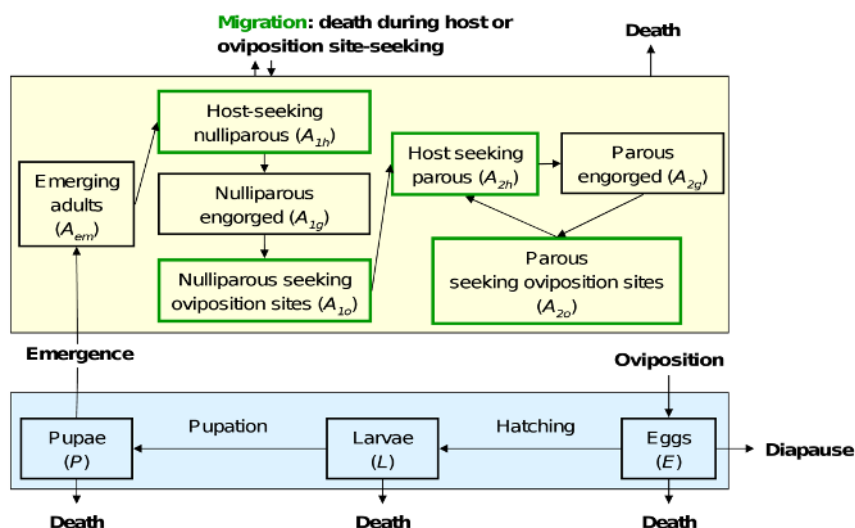 Migration: death during host or
oviposition site-seeking
Death
Host-seeking
nulliparous (A1h)
Host seeking
parous (A2h)
Parous
engorged (A2g)
Emerging
adults
(Aem)
Nulliparous
engorged (A1g)
Nulliparous seeking
oviposition sites (A1o)
Parous
seeking oviposition sites
(A2o)
Emergence
Oviposition
Pupae
(P)
Pupation
Larvae
(L)
Hatching
Eggs
(E)
Diapause
Death
Death
Death